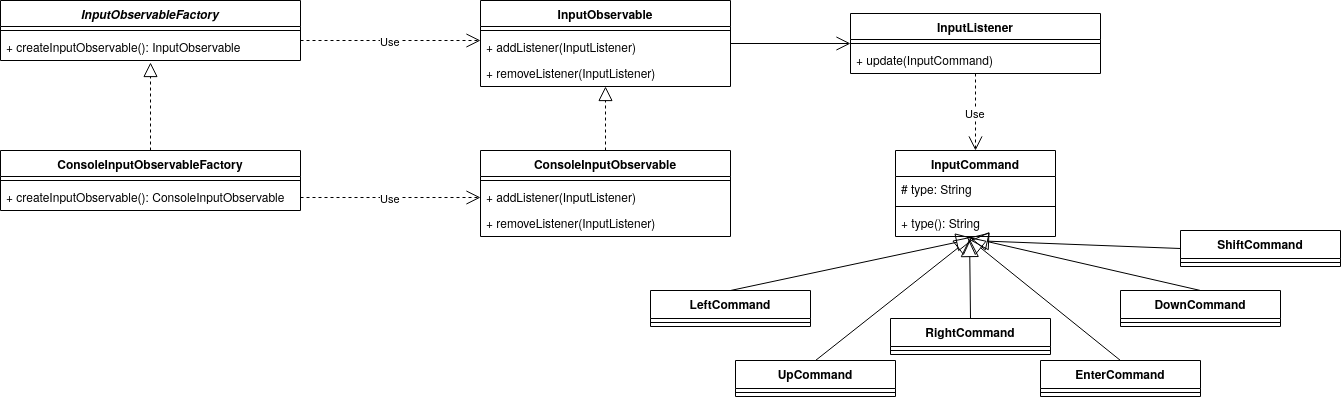 InputObservableFactory
+ createInputObservable(): InputObservable
Use
InputObservable
+ addListener(InputListener)
+ removeListener(InputListener)
InputListener
+ update(InputCommand)
Use
ConsoleInputObservableFactory
+ createInputObservable(): ConsoleInputObservable
Use
ConsoleInputObservable
+ addListener(InputListener)
+ removeListener(InputListener)
InputCommand
# type: String
+ type(): String
ShiftCommand
LeftCommand
DownCommand
RightCommand
UpCommand
EnterCommand